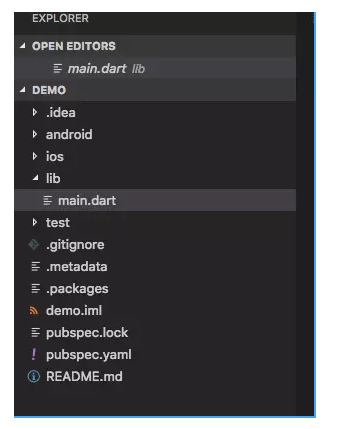 EXPLORER
OPEN EDITORS
main.dart lib
DEMO
.idea
android
ios
lib
main.dart
test
.gitignore
.metadata
.packages
demo.iml
pubspec.lock
pubspec.yaml
README.md